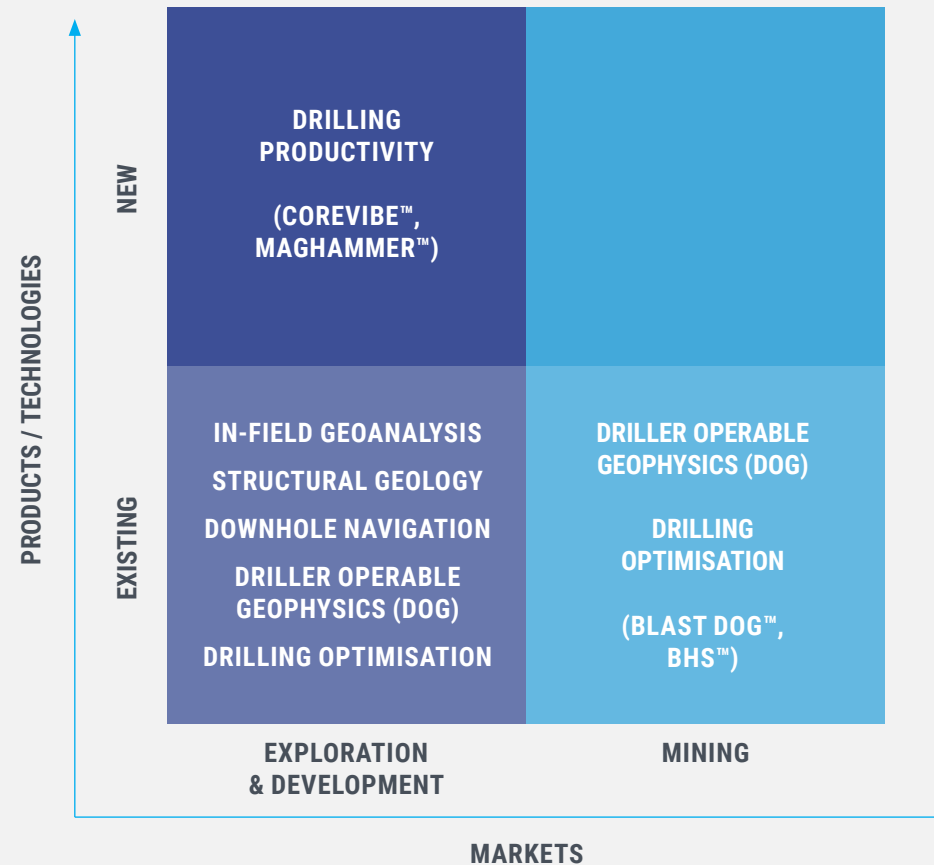 PRODUCTS / TECHNOLOGIES
NEW
DRILLING
PRODUCTIVITY
(COREVIBE™,
MAGHAMMER™)
EXISTING
IN-FIELD GEOANALYSIS
STRUCTURAL GEOLOGY
DOWNHOLE NAVIGATION
DRILLER OPERABLE
GEOPHYSICS (DOG)
DRILLING OPTIMISATION
DRILLER OPERABLE
GEOPHYSICS (DOG)
DRILLING
OPTIMISATION
(BLAST DOG™,
BHS™)
EXPLORATION
& DEVELOPMENT
MINING
MARKETS